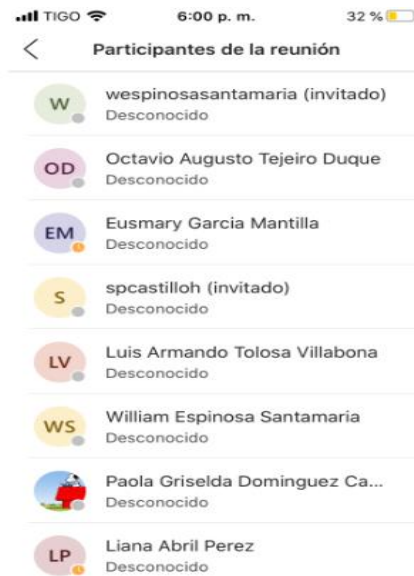 TIGO 6:00 p. m. 32 %
Participantes de la reunión
W wespinosasantamaria (invitado)
Desconocido
OD Octavio Augusto Tejeiro Duque
Desconocido
EM Eusmary Garcia Mantilla
Desconocido
S spcastilloh (invitado)
Desconocido
LV Luis Armando Tolosa Villabona
Desconocido
WS William Espinosa Santamaria
Desconocido
Paola Griselda Dominguez Ca...
Desconocido
LP Liana Abril Perez
Desconocido